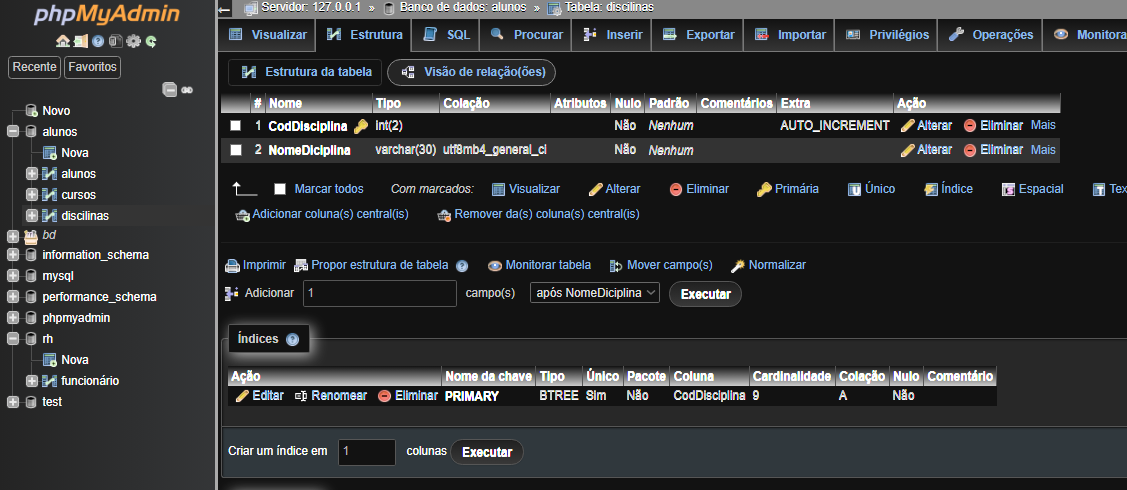 phpMyAdmin
Recente Favoritos
Novo
alunos
Nova
alunos
cursos
discilinas
bd
information_schema
mysql
performance_schema
phpmyadmin
rh
Nova
funcionário
test
Servidor: 127.0.0.1 » Banco de dados: alunos » Tabela: discilinas
Visualizar Estrutura SQL Procurar Inserir Exportar Importar Privilégios Operações Monitora
Estrutura da tabela Visão de relação(ões)
# Nome Tipo Colação Atributos Nulo Padrão Comentários Extra Ação
1 CodDisciplina int(2) Não Nenhum AUTO_INCREMENT Alterar Eliminar Mais
2 NomeDiciplina varchar(30) utf8mb4_general_ci Não Nenhum Alterar Eliminar Mais
Marcar todos Com marcados: Visualizar Alterar Eliminar Primária Único Índice Espacial Tex
Adicionar coluna(s) central(is) Remover da(s) coluna(s) central(is)
Imprimir Propor estrutura de tabela Monitorar tabela Mover campo(s) Normalizar
Adicionar 1 campo(s) após NomeDiciplina Executar
Índices
Ação Nome da chave Tipo Único Pacote Coluna Cardinalidade Colação Nulo Comentário
Editar Renomear Eliminar PRIMARY BTREE Sim Não CodDisciplina 9 A Não
Criar um índice em 1 colunas Executar